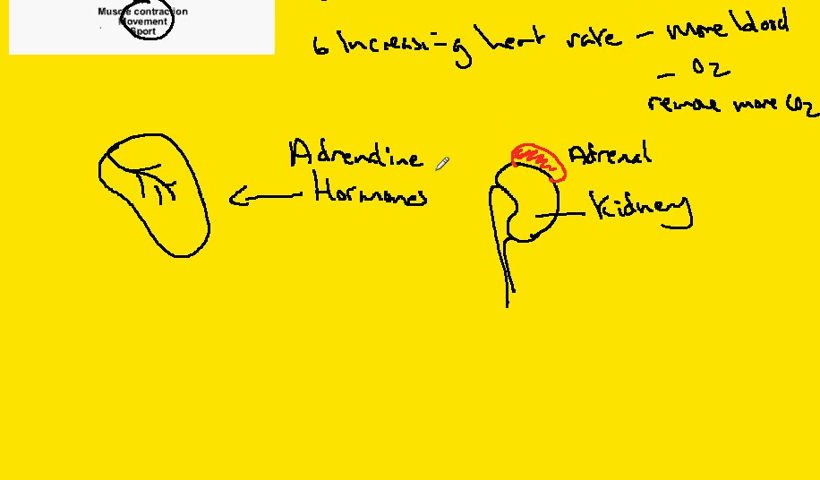 Muscle contraction
Movement
Sport
6 Increasing heart rate - More blood
- O2
remove more CO2
Adrenaline
Hormones
Adrenal
Kidney